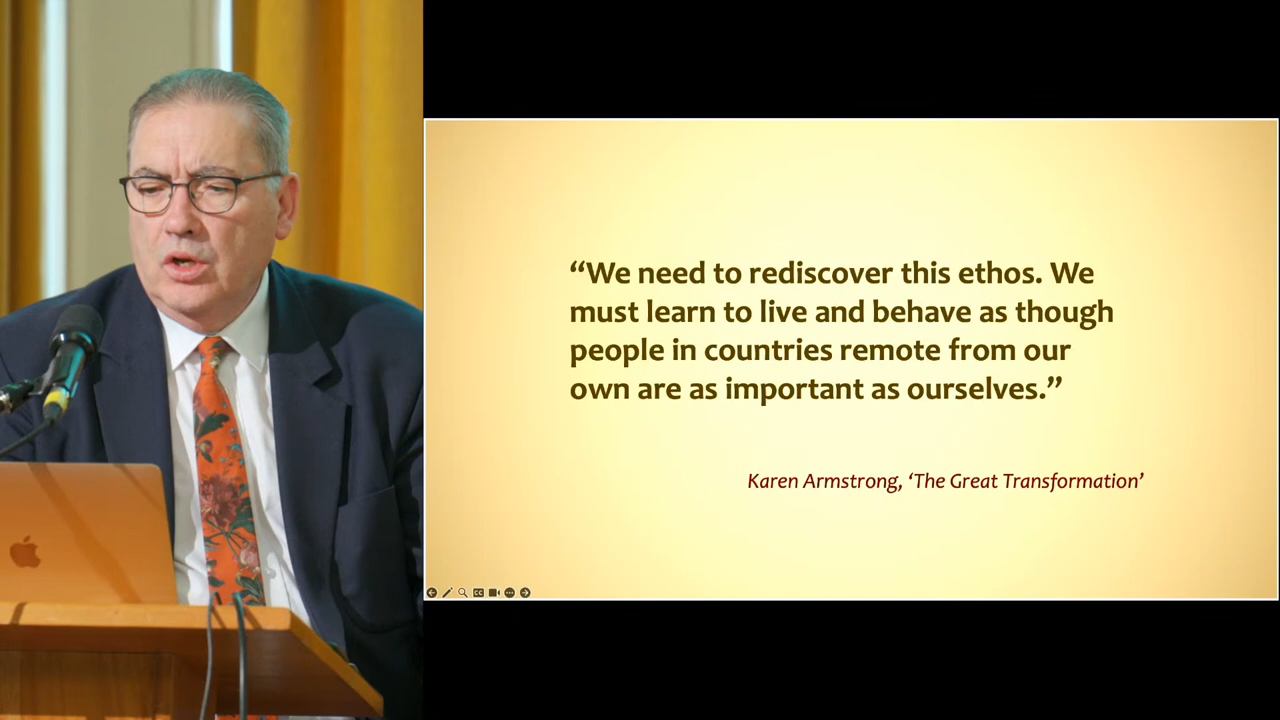 “We need to rediscover this ethos. We
must learn to live and behave as though
people in countries remote from our
own are as important as ourselves.”
Karen Armstrong, ‘The Great Transformation’